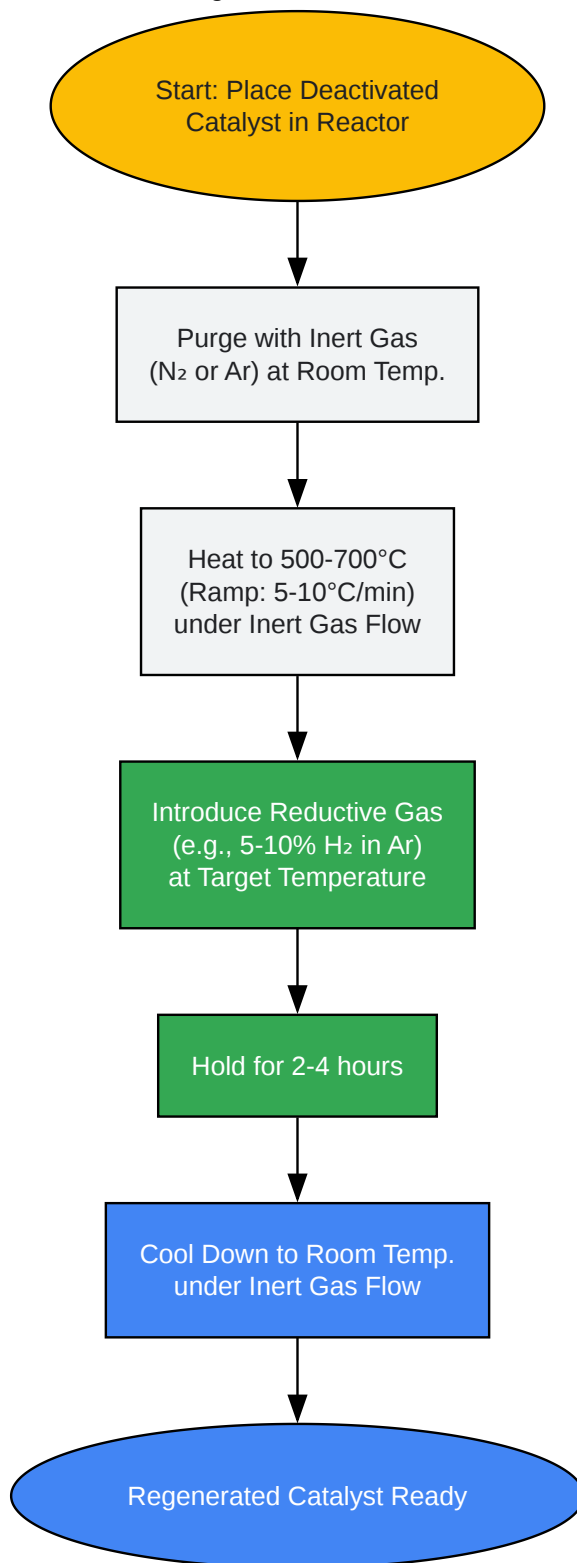 Start: Place Deactivated
Catalyst in Reactor
Purge with Inert Gas
(N₂ or Ar) at Room Temp.
Heat to 500-700°C
(Ramp: 5-10°C/min)
under Inert Gas Flow
Introduce Reductive Gas
(e.g., 5-10% H₂ in Ar)
at Target Temperature
Hold for 2-4 hours
Cool Down to Room Temp.
under Inert Gas Flow
Regenerated Catalyst Ready